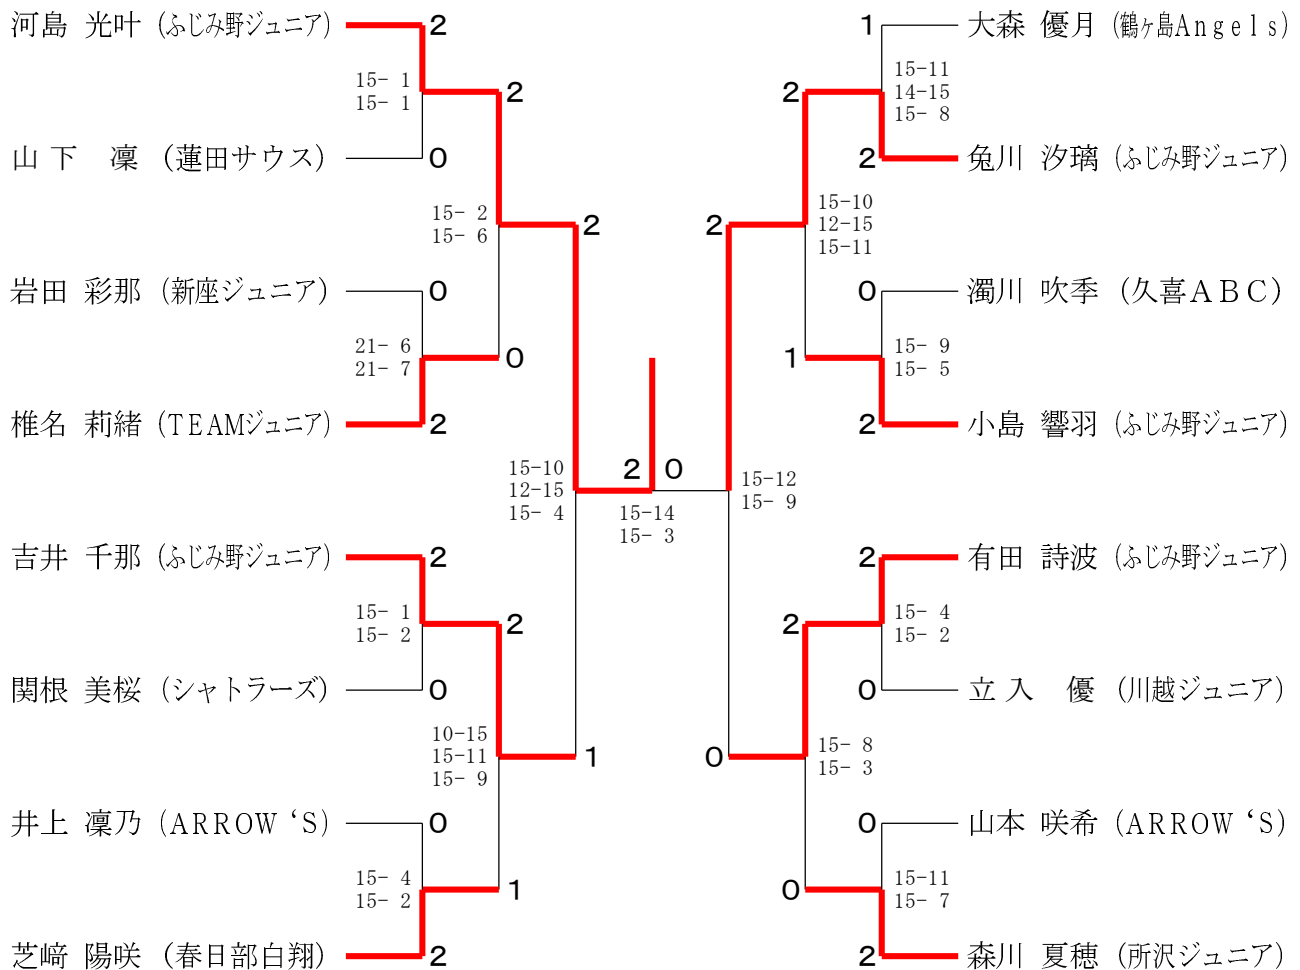 河島 光叶 (ふじみ野ジュニア) 2 1 大森 優月 (鶴ヶ島Angels)
15- 1 15-11
15- 1 2 2 14-15
15- 8
山下 凜 (蓮田サウス) 0 2 兔川 汐璃 (ふじみ野ジュニア)
15- 2 15-10
15- 6 2 2 12-15
15-11
岩田 彩那 (新座ジュニア) 0 0 濁川 吹季 (久喜ABC)
21- 6 0 1 15- 9
21- 7 15- 5
椎名 莉緒 (TEAMジュニア) 2 2 小島 響羽 (ふじみ野ジュニア)
15-10 2 0 15-12
12-15 15- 9
15- 4 15-14
15- 3
吉井 千那 (ふじみ野ジュニア) 2 2 有田 詩波 (ふじみ野ジュニア)
15- 1 2 2 15- 4
15- 2 15- 2
関根 美桜 (シャトラーズ) 0 0 立入 優 (川越ジュニア)
10-15 15- 8
15-11 1 0 15- 3
15- 9
井上 凜乃 (ARROW‘S) 0 0 山本 咲希 (ARROW‘S)
15- 4 1 0 15-11
15- 2 15- 7
芝﨑 陽咲 (春日部白翔) 2 2 森川 夏穂 (所沢ジュニア)